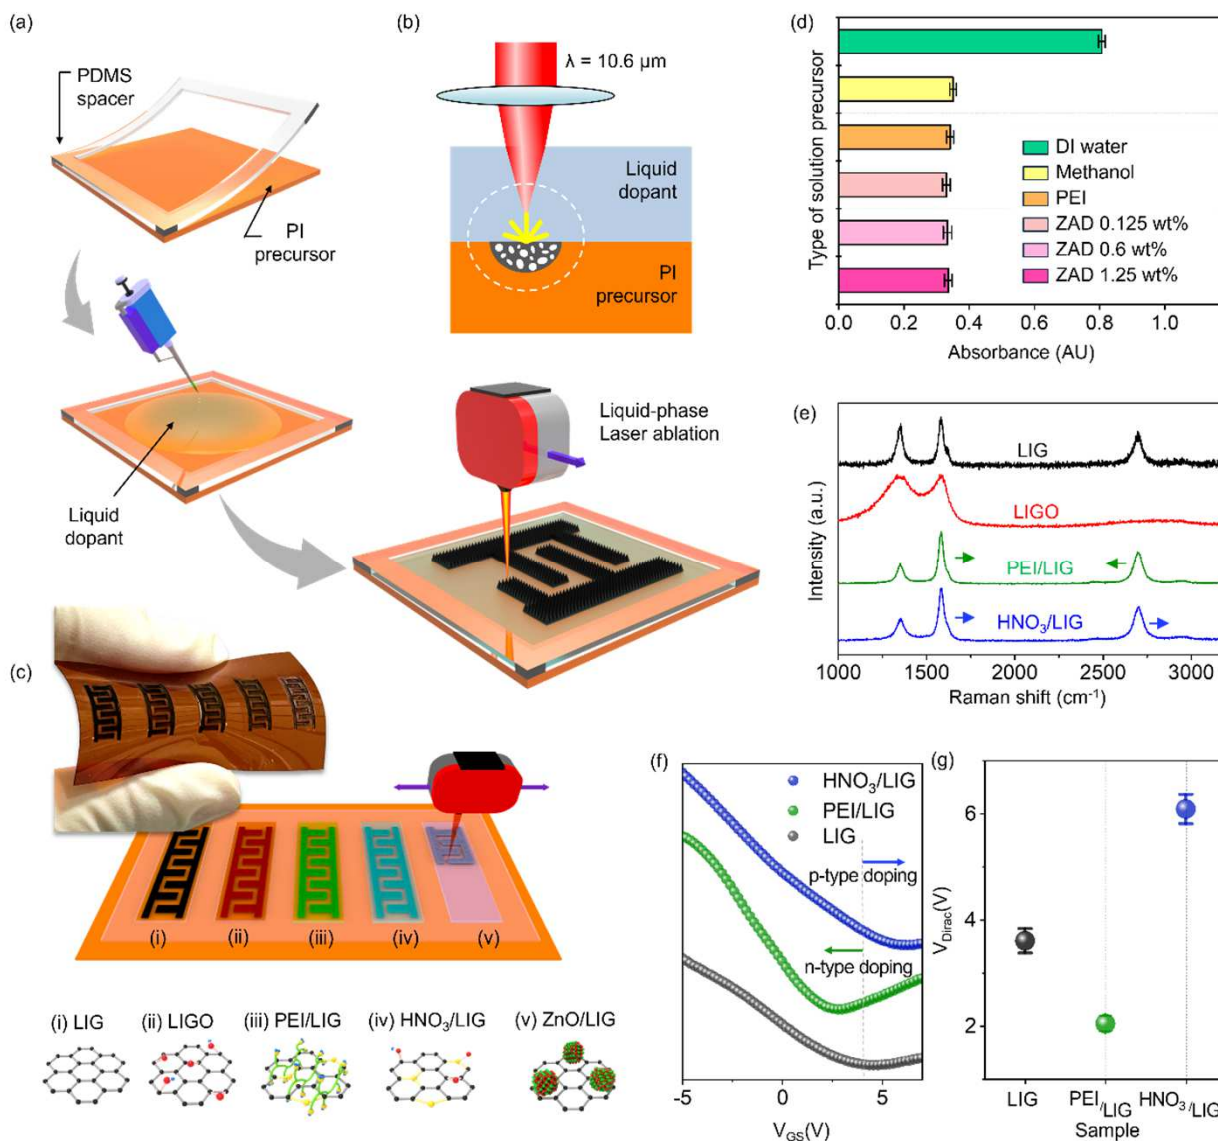 (a)
PDMS
spacer
PI
precursor
Liquid
dopant
(b)
λ = 10.6 µm
Liquid
dopant
PI
precursor
Liquid-phase
Laser ablation
(c)
(i)
(ii)
(iii)
(iv)
(v)
(i) LIG
(ii) LIGO
(iii) PEI/LIG
(iv) HNO3/LIG
(v) ZnO/LIG
(d)
Type of solution precursor
DI water
Methanol
PEI
ZAD 0.125 wt%
ZAD 0.6 wt%
ZAD 1.25 wt%
0.0 0.2 0.4 0.6 0.8 1.0
Absorbance (AU)
(e)
Intensity (a.u.)
LIG
LIGO
PEI/LIG
HNO3/LIG
1000 1500 2000 2500 3000
Raman shift (cm-1)
(f)
HNO3/LIG
PEI/LIG
LIG
p-type doping
n-type doping
-5 0 5
VGS(V)
(g)
VDirac(V)
6
4
2
LIG PEI/LIG HNO3/LIG
Sample